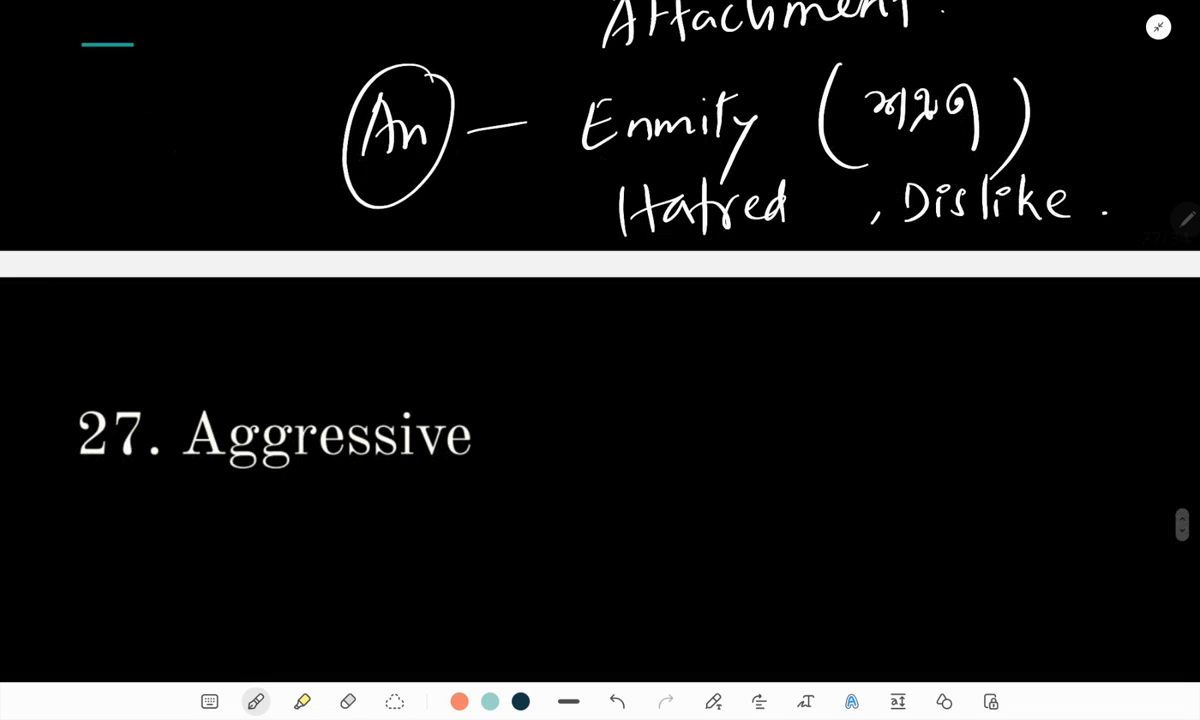 Attachment.
An — Enmity
Hatred , Dislike .
27. Aggressive